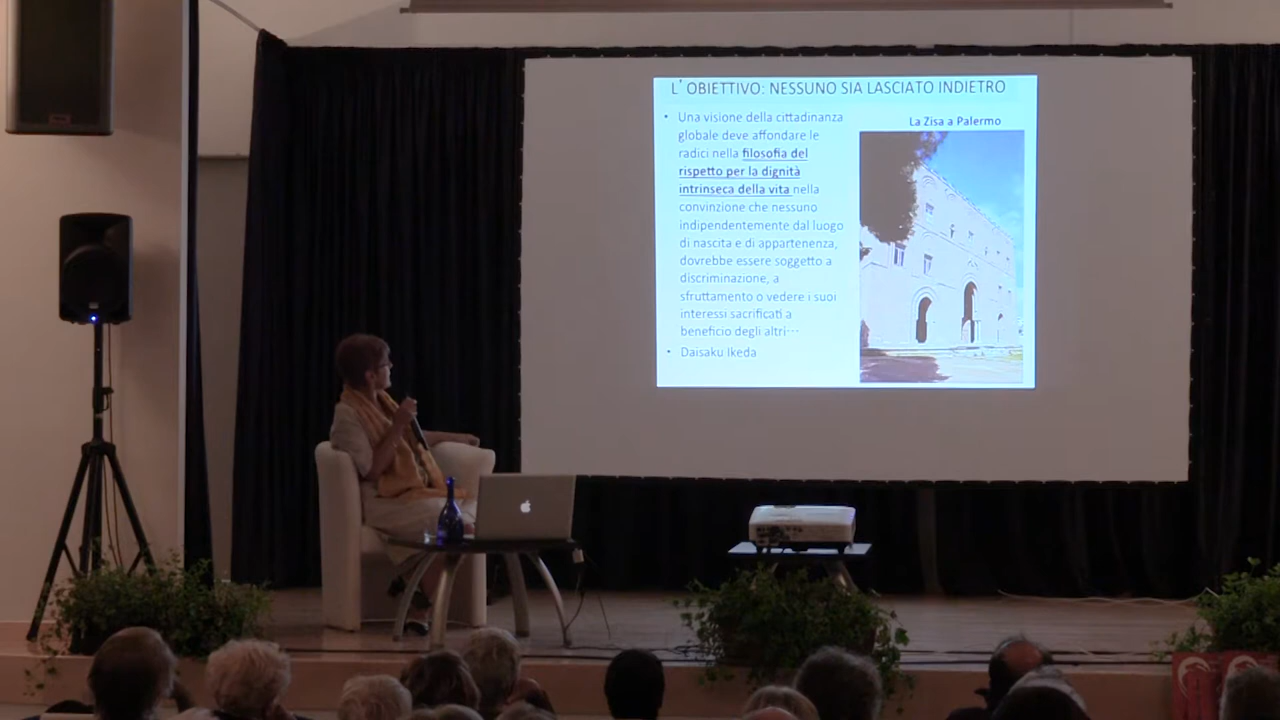 L' OBIETTIVO: NESSUNO SIA LASCIATO INDIETRO
• Una visione della cittadinanza
globale deve affondare le
radici nella filosofia del
rispetto per la dignità
intrinseca della vita nella
convinzione che nessuno
indipendentemente dal luogo
di nascita e di appartenenza,
dovrebbe essere soggetto a
discriminazione, a
sfruttamento o vedere i suoi
interessi sacrificati a
beneficio degli altri…
• Daisaku Ikeda
La Zisa a Palermo